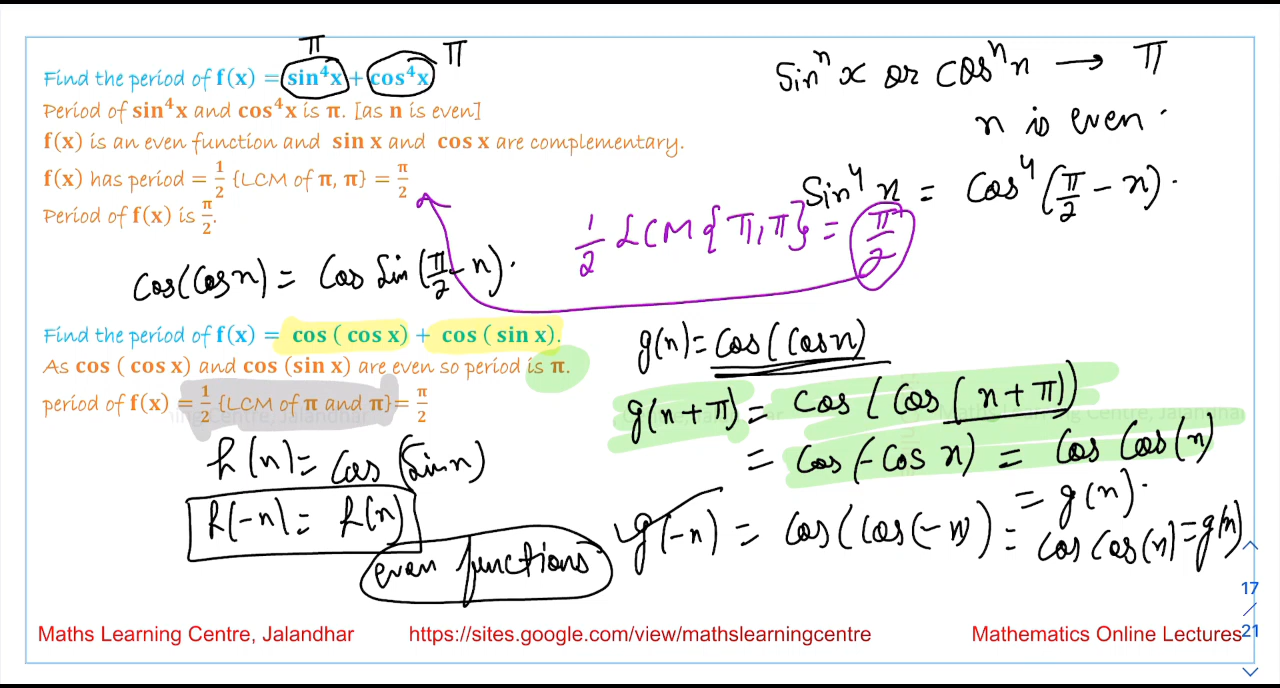 π π
Find the period of f(x) = sin⁴x + cos⁴x
Sinⁿ x or cosⁿ x → π
n is even.
Period of sin⁴x and cos⁴x is π. [as n is even]
f(x) is an even function and sin x and cos x are complementary.
f(x) has period = 1/2 {LCM of π, π} = π/2
Sin⁴ x = cos⁴ (π/2 - x).
Period of f(x) is π/2.
1/2 LCM {π, π} = π/2
cos(cos x) = cos sin (π/2 - x).
Find the period of f(x) = cos ( cos x) + cos ( sin x).
As cos ( cos x) and cos (sin x) are even so period is π.
period of f(x) = 1/2 {LCM of π and π} = π/2
g(x) = cos(cos x)
g(x + π) = cos (cos (x + π))
= cos (- cos x) = cos cos (x)
= g(x).
h(x) = cos (sin x)
h(-x) = h(x)
even functions.
g(-x) = cos (cos(-x)) = cos cos (x) = g(x)
17
/
21
Maths Learning Centre, Jalandhar https://sites.google.com/view/mathslearningcentre Mathematics Online Lectures